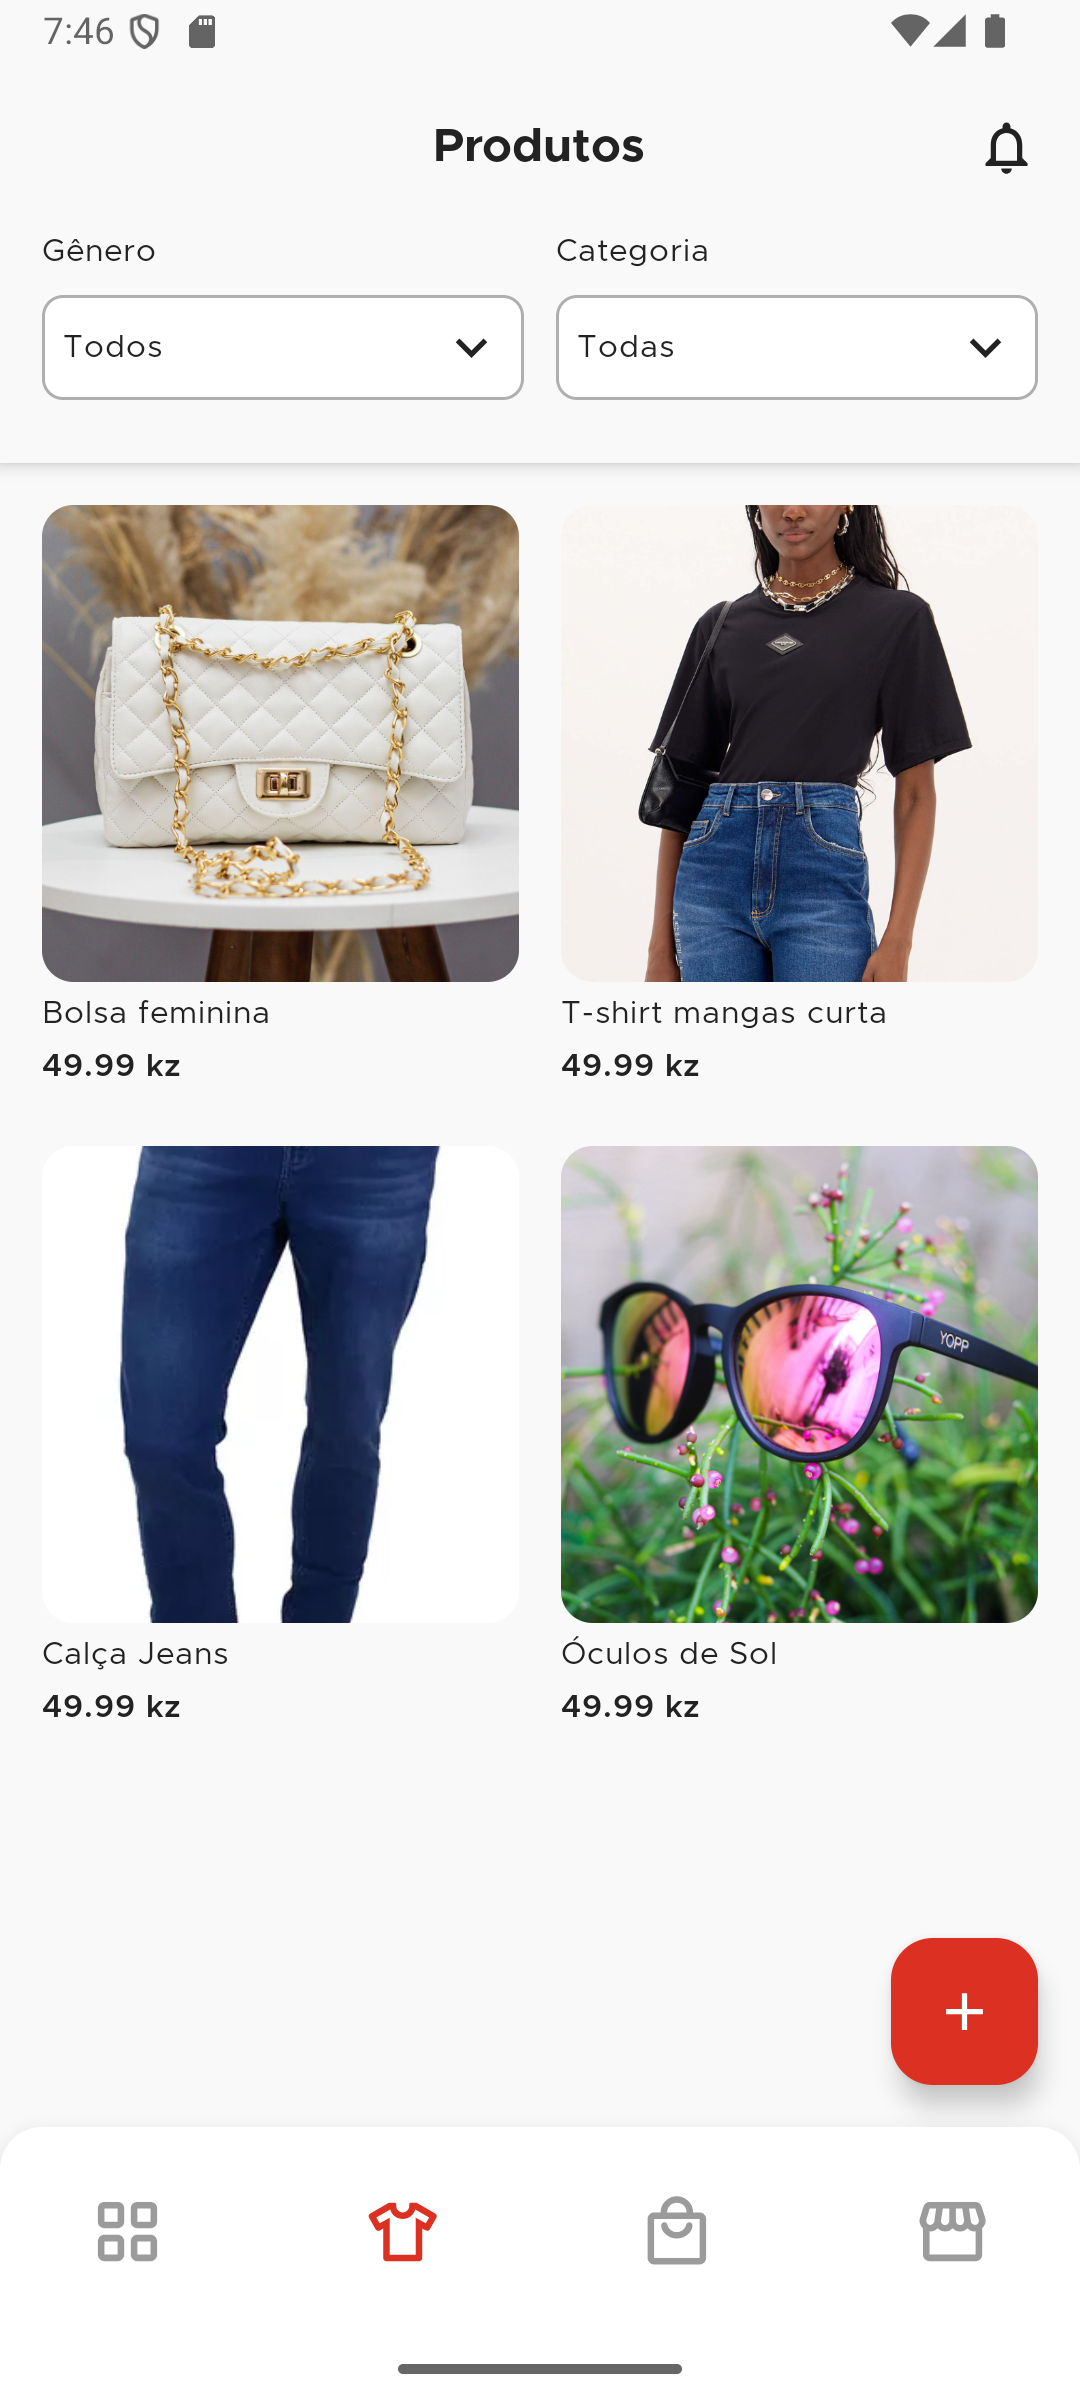 7:46
Produtos
Gênero
Categoria
Todos
Todas
YOPP
Bolsa feminina
T-shirt mangas curta
49.99 kz
49.99 kz
Calça Jeans
Óculos de Sol
49.99 kz
49.99 kz